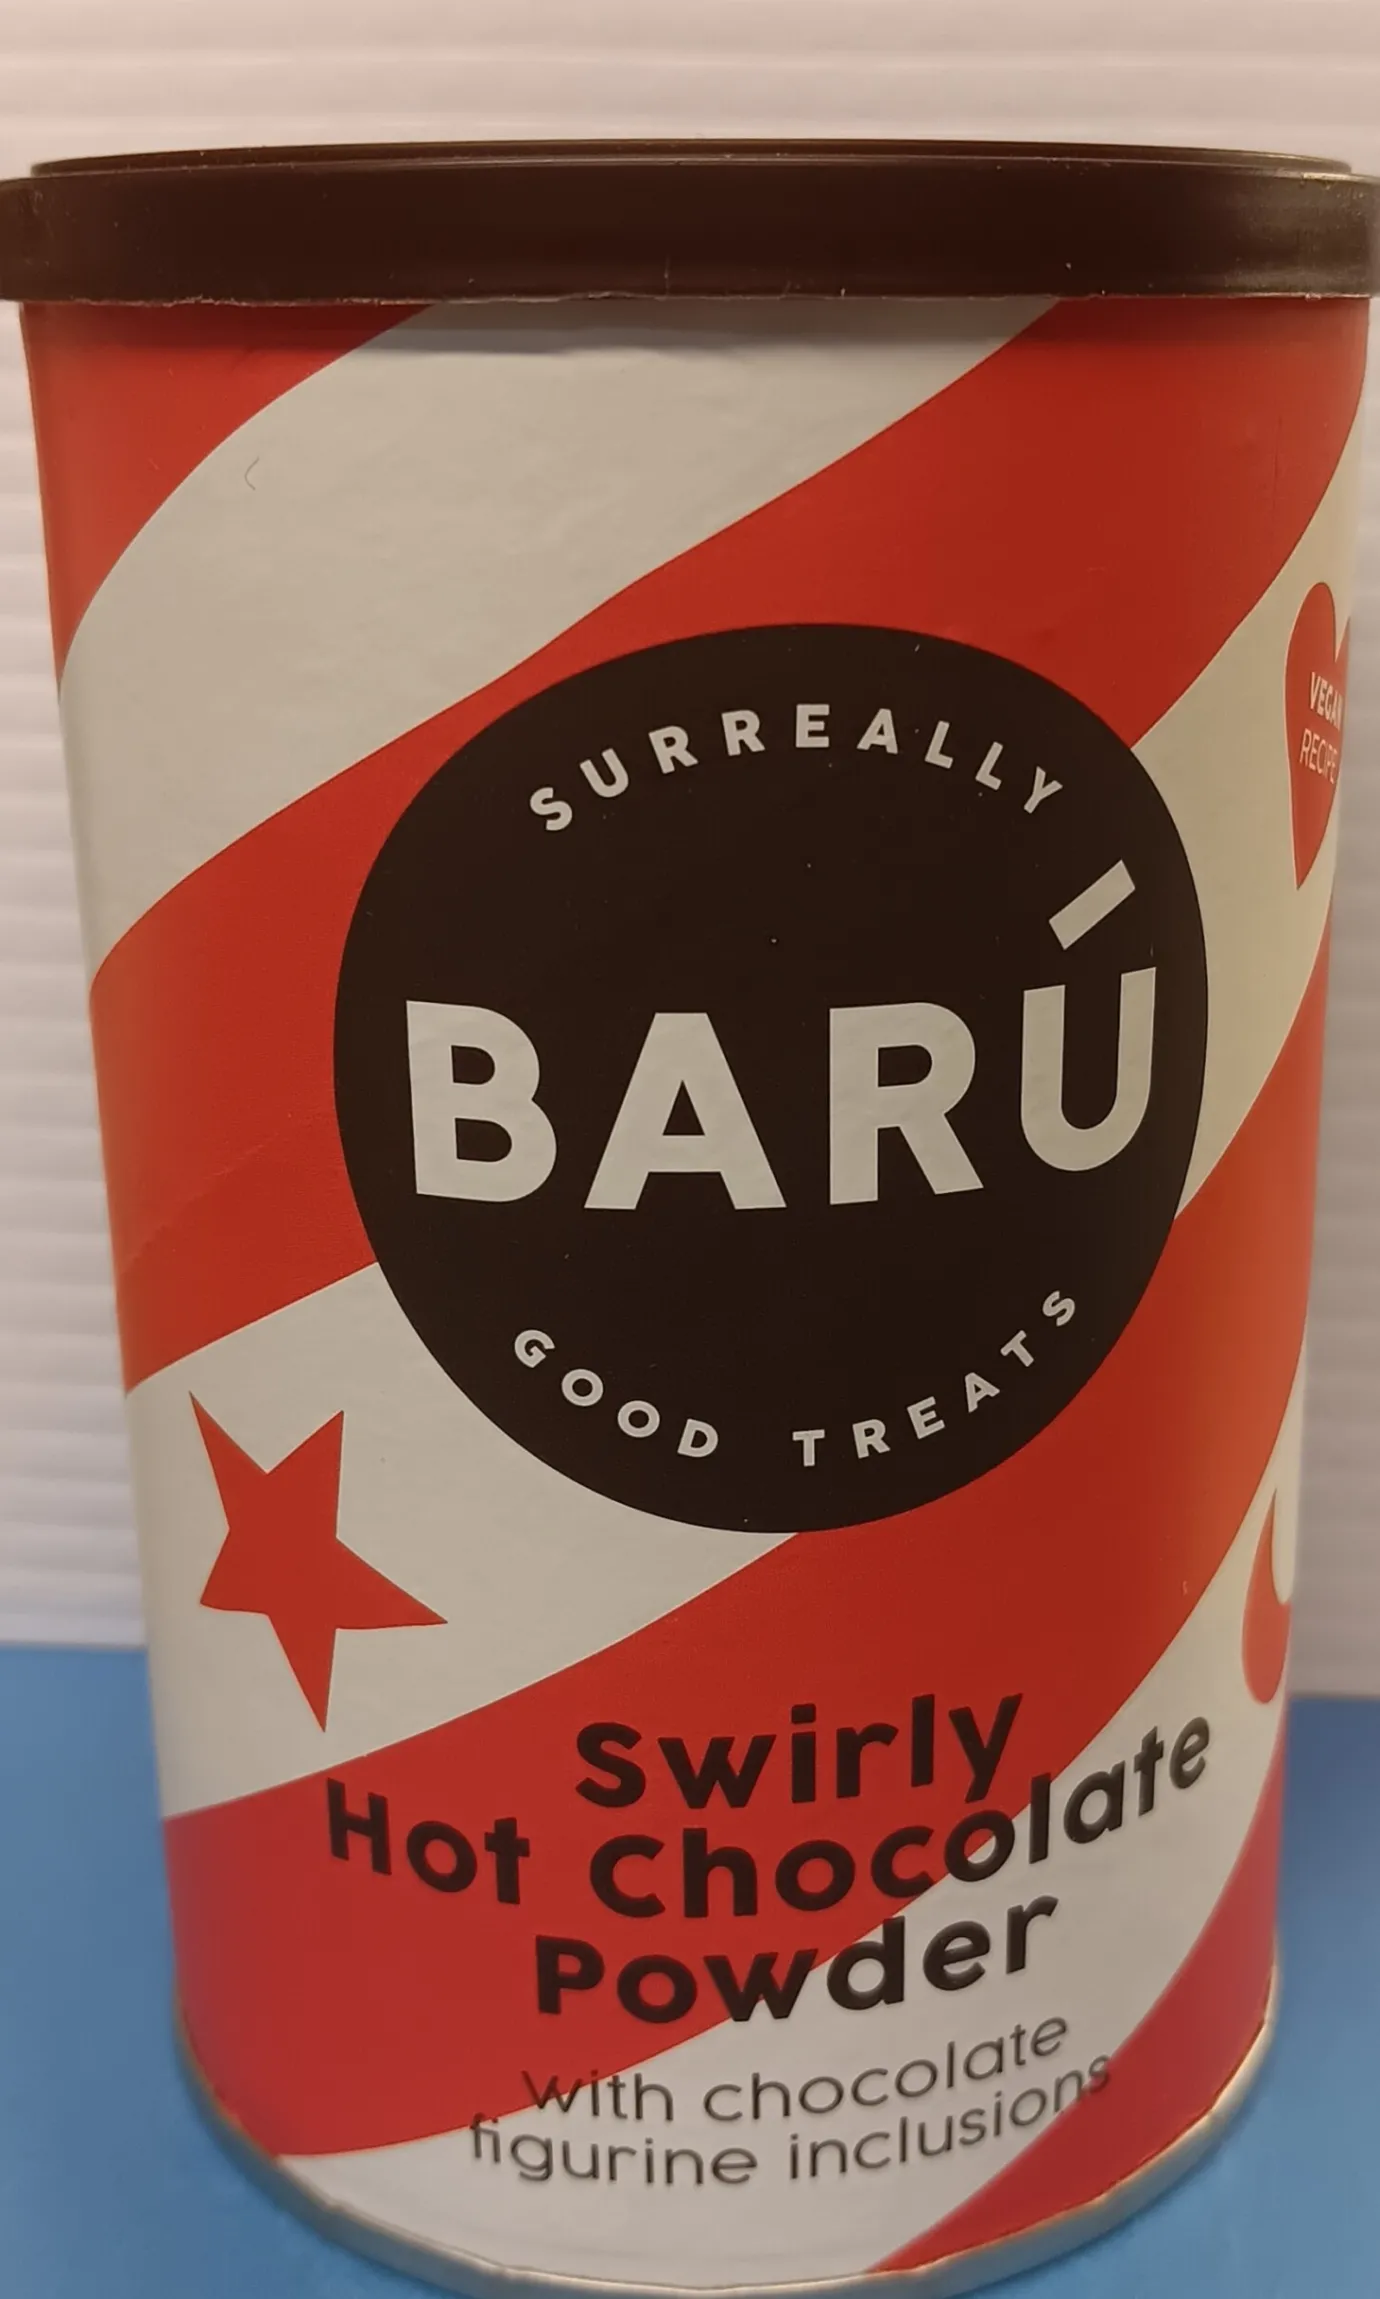 SURREALLY
BARÚ
GOOD TREATS
VEGAN
RECIPE
Swirly
Hot Chocolate
Powder
with chocolate
figurine inclusions